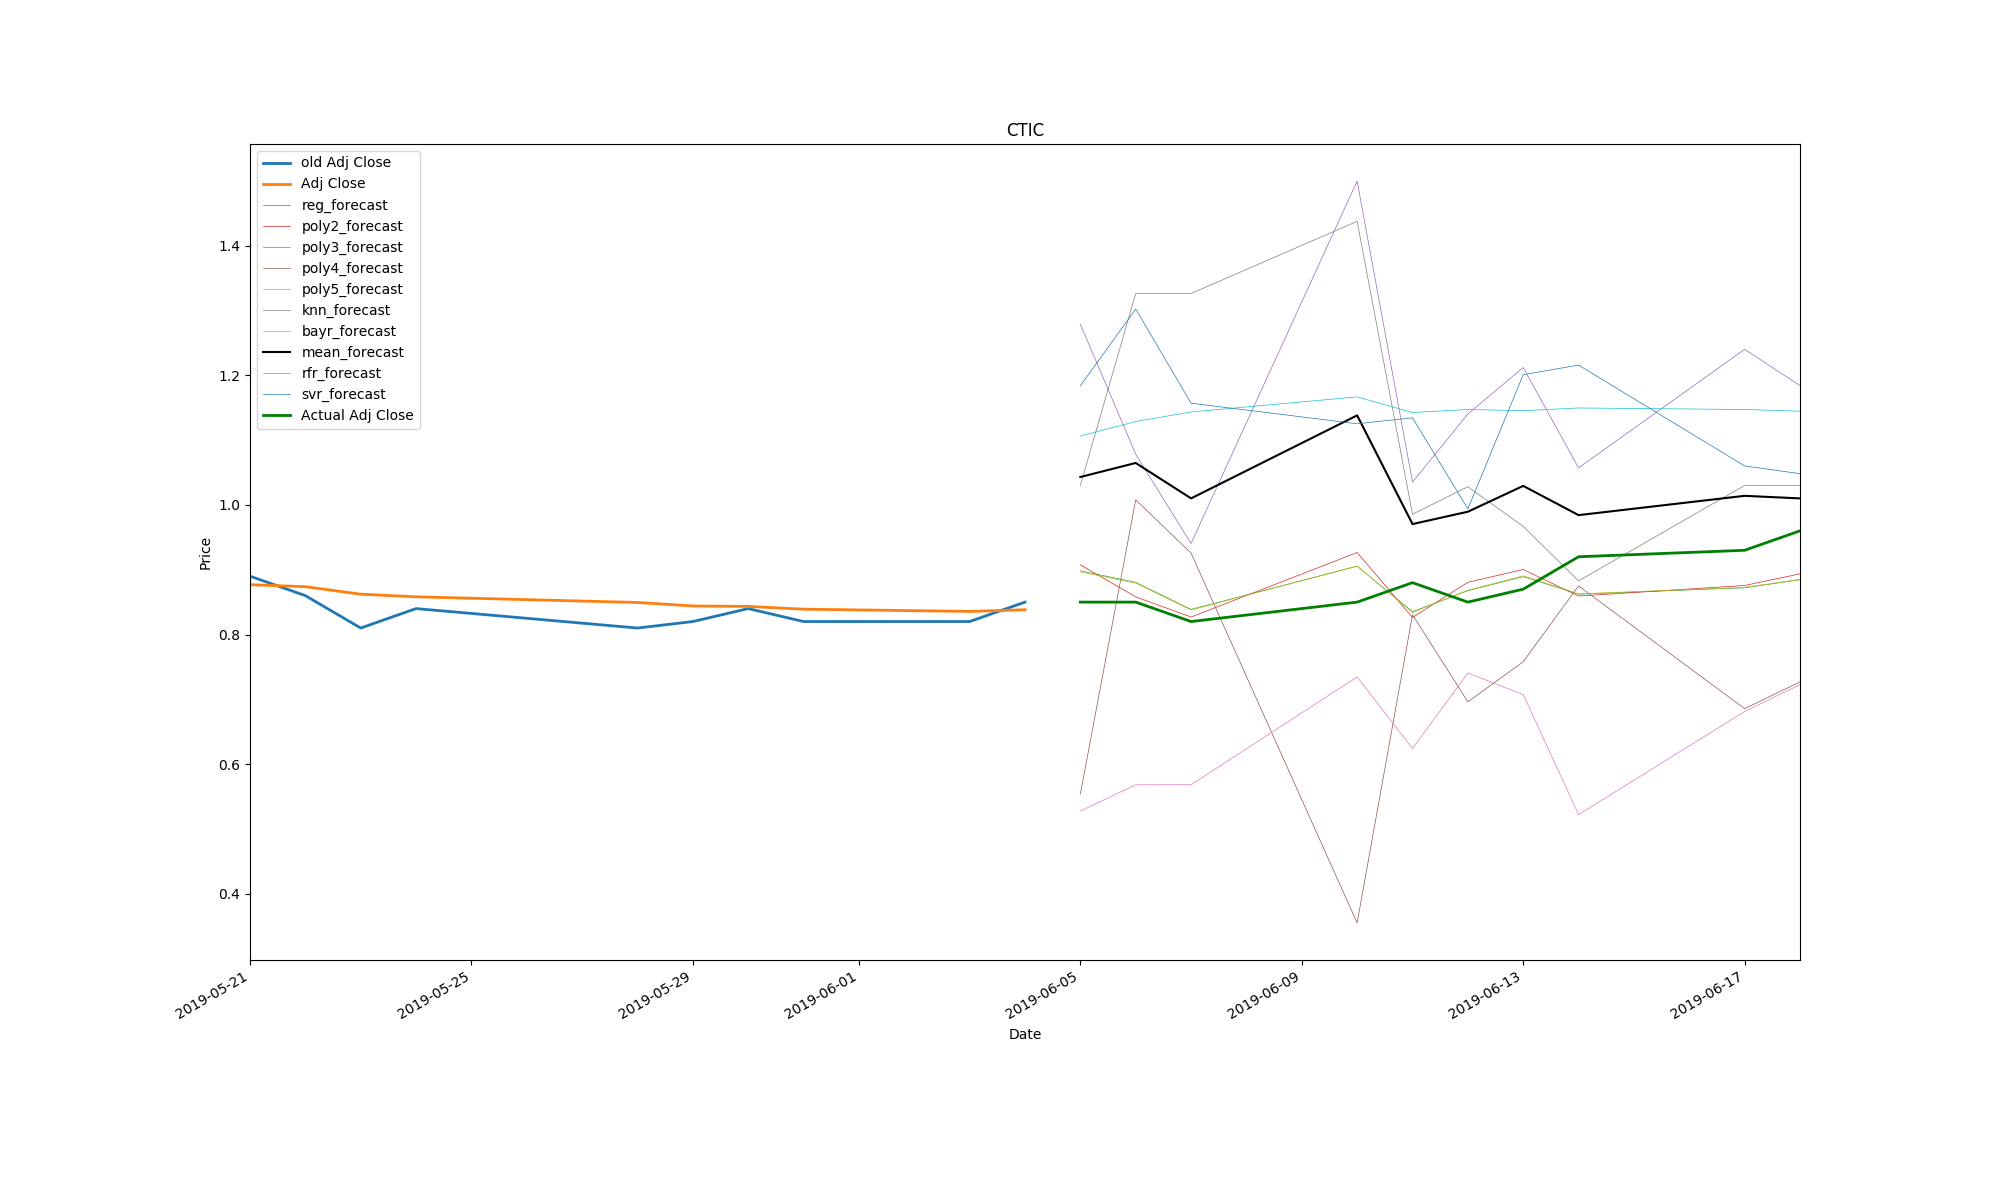 CTIC
old Adj Close
Adj Close
reg_forecast
poly2_forecast
poly3_forecast
poly4_forecast
poly5_forecast
knn_forecast
bayr_forecast
mean_forecast
rfr_forecast
svr_forecast
Actual Adj Close
1.4
1.2
1.0
0.8
0.6
0.4
Price
2019-05-21
2019-05-25
2019-05-29
2019-06-01
2019-06-05
2019-06-09
2019-06-13
2019-06-17
Date